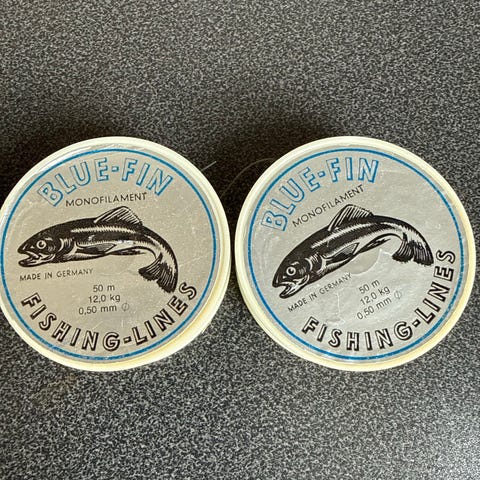 BLUE-FIN
MONOFILAMENT
MADE IN GERMANY
50 m
12,0 kg
0,50 mm ∅
FISHING-LINES
BLUE-FIN
MONOFILAMENT
MADE IN GERMANY
50 m
12,0 kg
0,50 mm ∅
FISHING-LINES